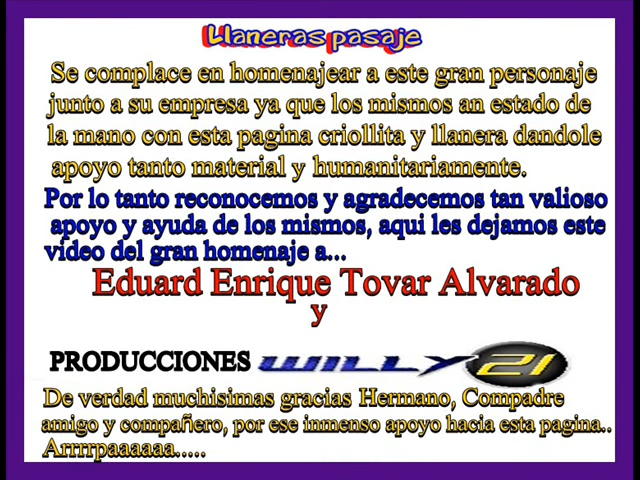 Llaneras pasaje
Se complace en homenajear a este gran personaje
junto a su empresa ya que los mismos an estado de
la mano con esta pagina criollita y llanera dandole
apoyo tanto material y humanitariamente.
Por lo tanto reconocemos y agradecemos tan valioso
apoyo y ayuda de los mismos, aqui les dejamos este
video del gran homenaje a...
Eduard Enrique Tovar Alvarado
y
PRODUCCIONES WILLY 21
De verdad muchisimas gracias Hermano, Compadre
amigo y compañero, por ese inmenso apoyo hacia esta pagina..
Arrrrpaaaaaa.....